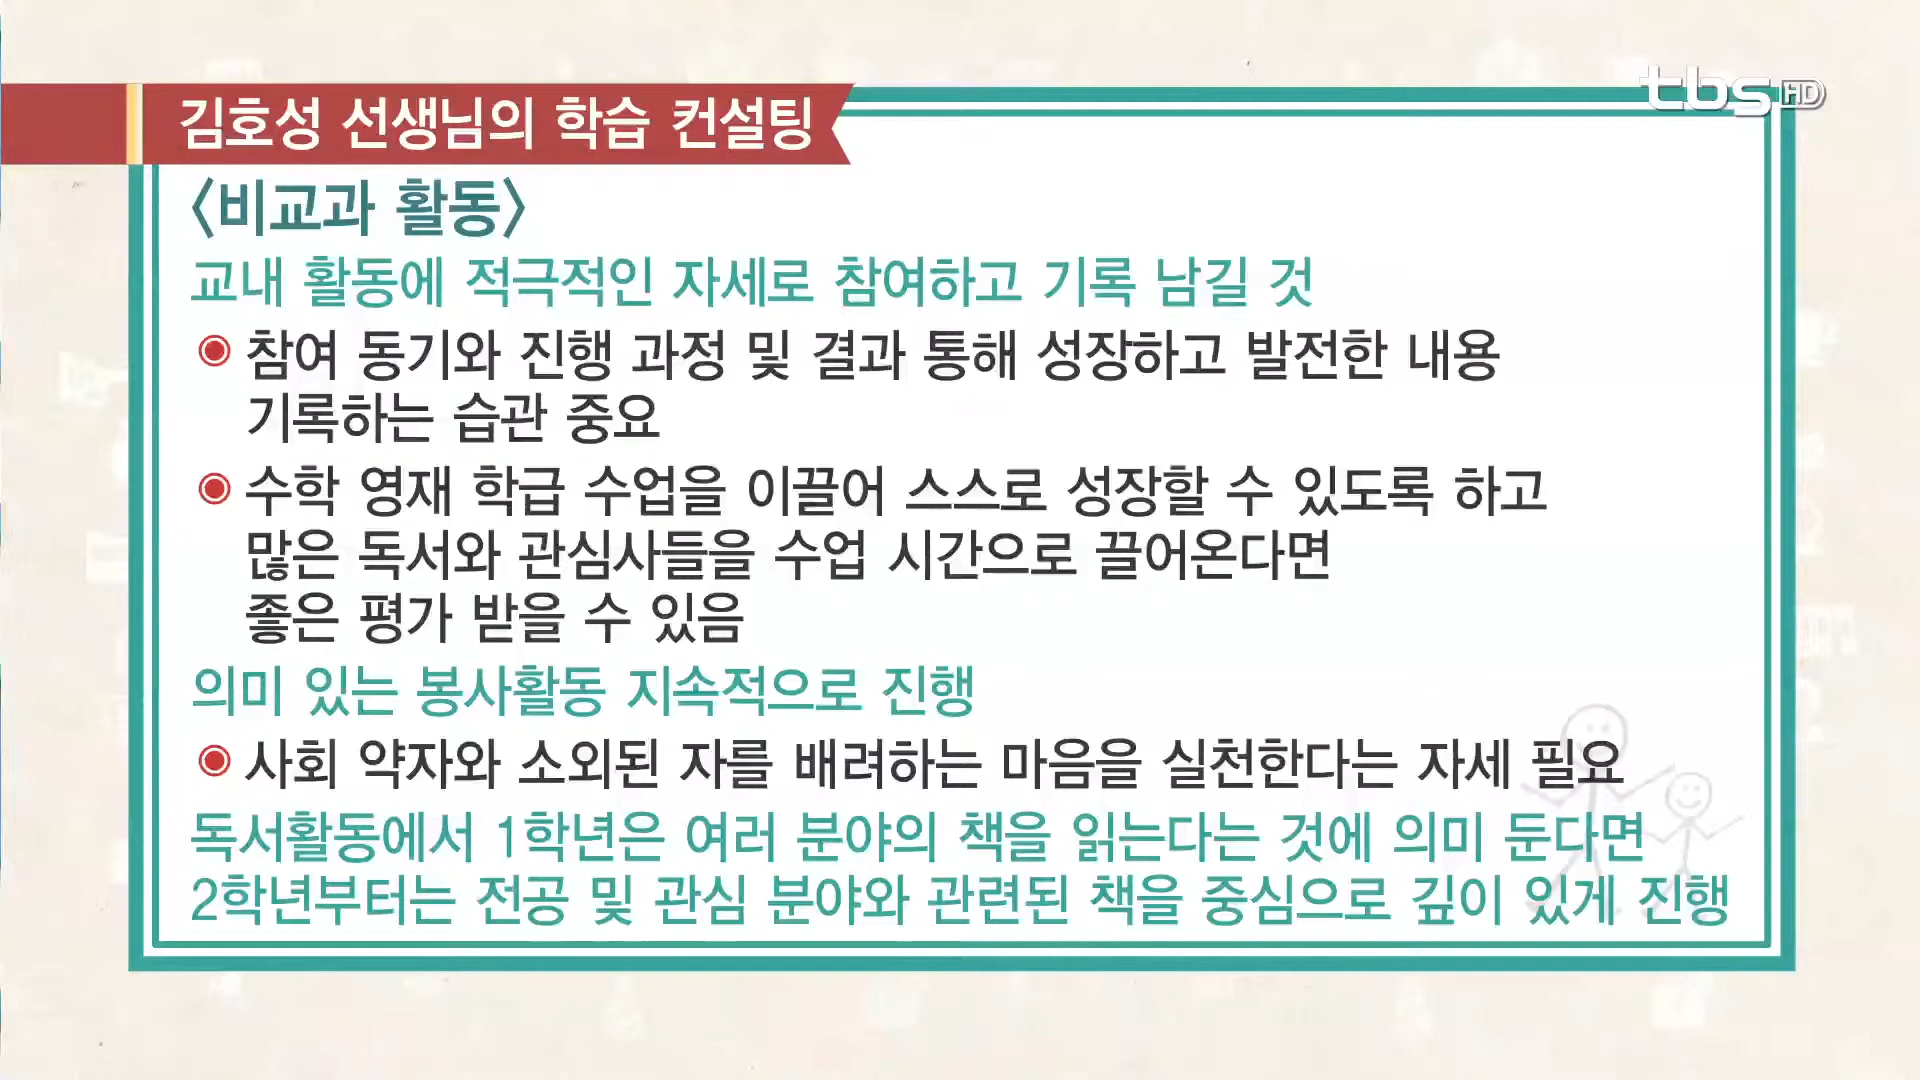 tbs HD
김호성 선생님의 학습 컨설팅
<비교과 활동>
교내 활동에 적극적인 자세로 참여하고 기록 남길 것
참여 동기와 진행 과정 및 결과 통해 성장하고 발전한 내용
기록하는 습관 중요
수학 영재 학급 수업을 이끌어 스스로 성장할 수 있도록 하고
많은 독서와 관심사들을 수업 시간으로 끌어온다면
좋은 평가 받을 수 있음
의미 있는 봉사활동 지속적으로 진행
사회 약자와 소외된 자를 배려하는 마음을 실천한다는 자세 필요
독서활동에서 1학년은 여러 분야의 책을 읽는다는 것에 의미 둔다면
2학년부터는 전공 및 관심 분야와 관련된 책을 중심으로 깊이 있게 진행